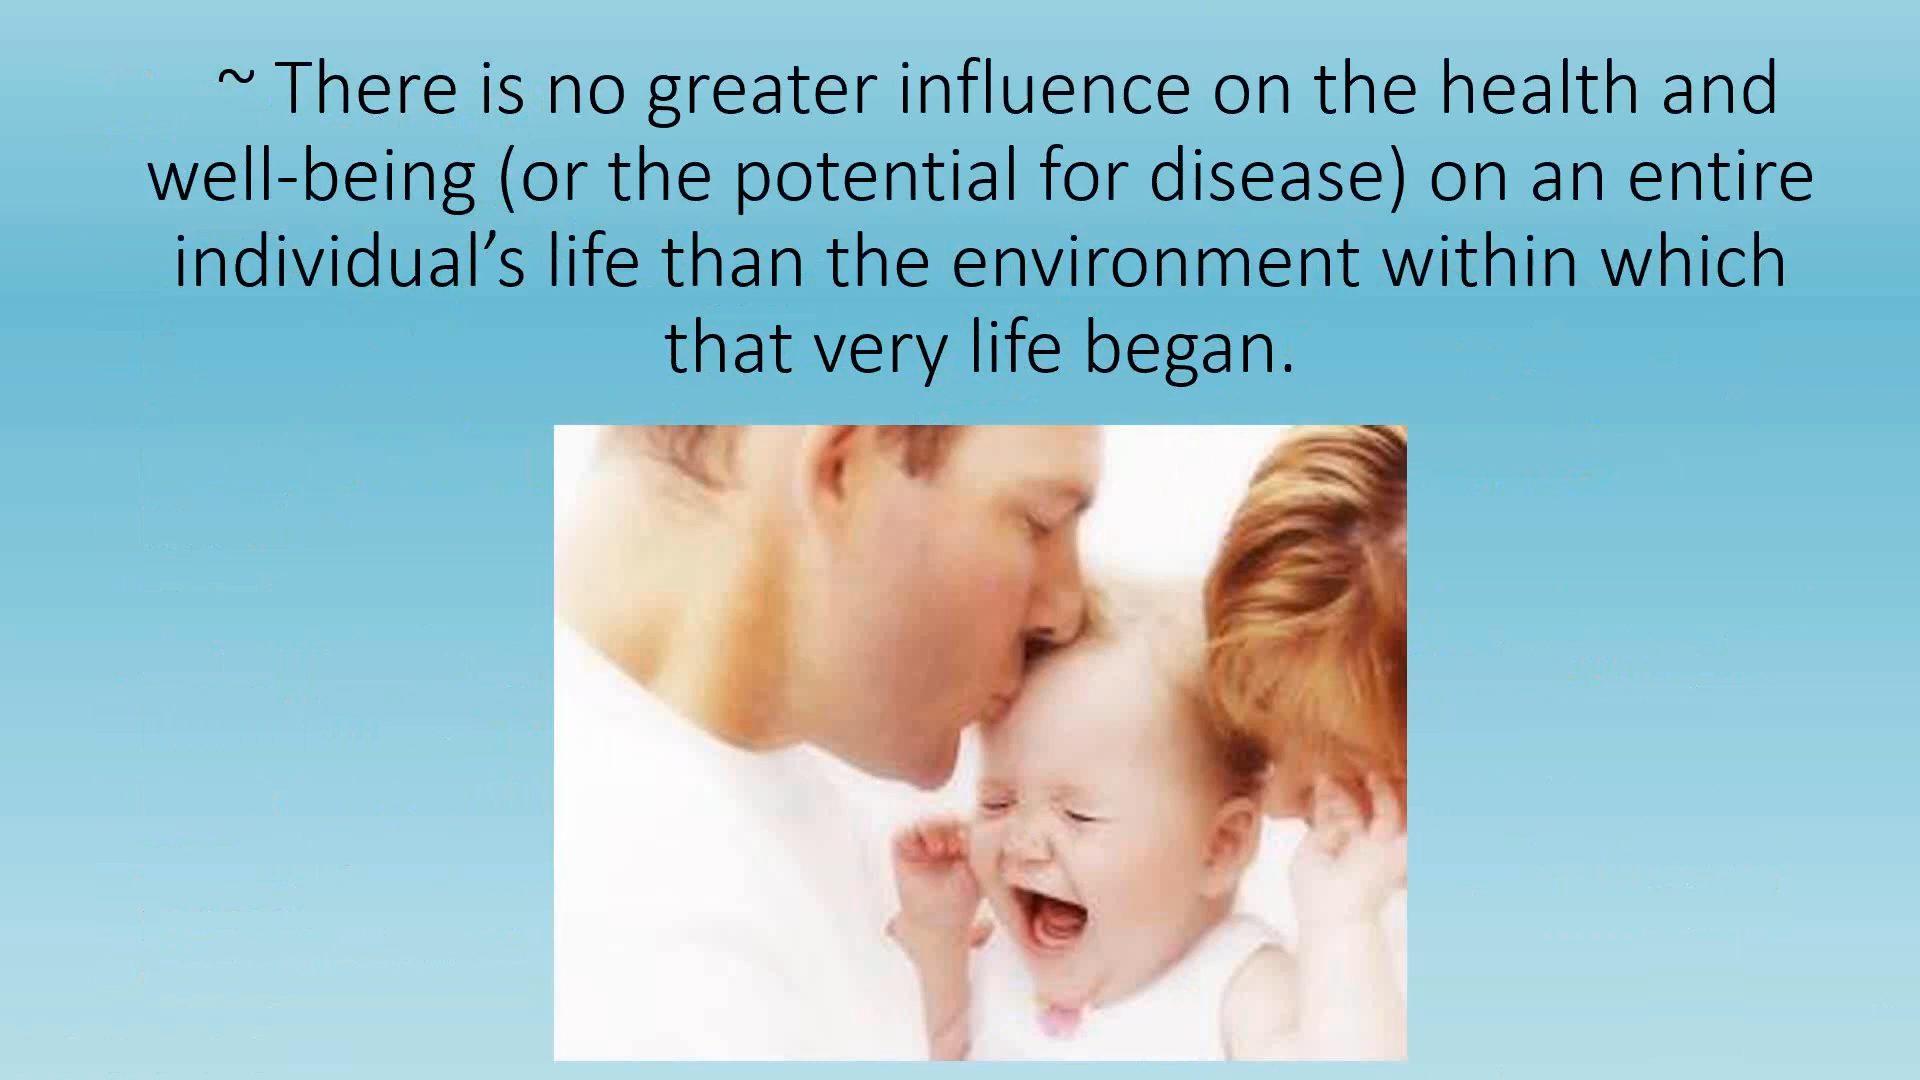 ~ There is no greater influence on the health and
well-being (or the potential for disease) on an entire
individual’s life than the environment within which
that very life began.